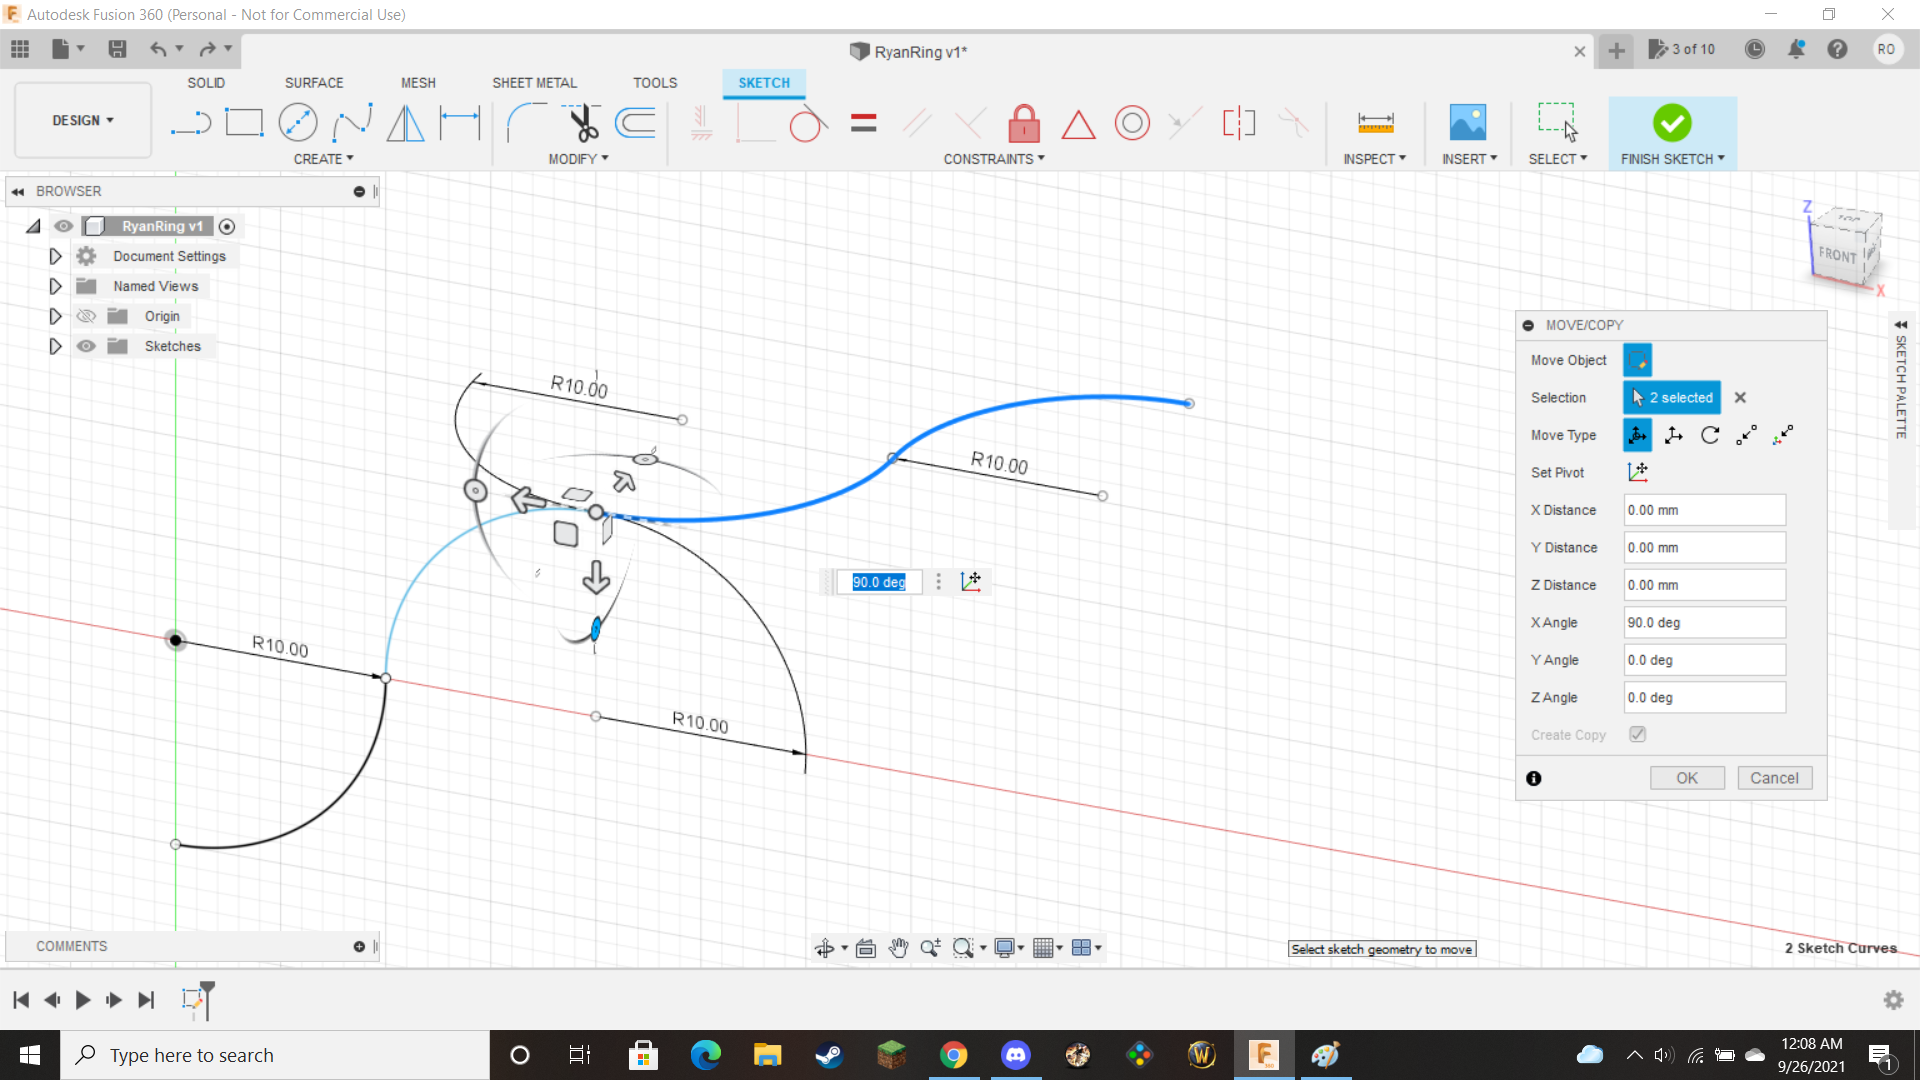 Autodesk Fusion 360 (Personal - Not for Commercial Use)
RyanRing v1*
3 of 10
RO
SOLID SURFACE MESH SHEET METAL TOOLS SKETCH
DESIGN
CREATE MODIFY CONSTRAINTS INSPECT INSERT SELECT FINISH SKETCH
BROWSER
RyanRing v1
Document Settings
Named Views
Origin
Sketches
Z
TOP
FRONT
X
SKETCH PALETTE
MOVE/COPY
Move Object
Selection 2 selected
Move Type
Set Pivot
X Distance 0.00 mm
Y Distance 0.00 mm
Z Distance 0.00 mm
X Angle 90.0 deg
Y Angle 0.0 deg
Z Angle 0.0 deg
Create Copy
OK Cancel
R10.00
R10.00
90.0 deg
R10.00
R10.00
COMMENTS
Select sketch geometry to move
2 Sketch Curves
Type here to search
12:08 AM
9/26/2021
1